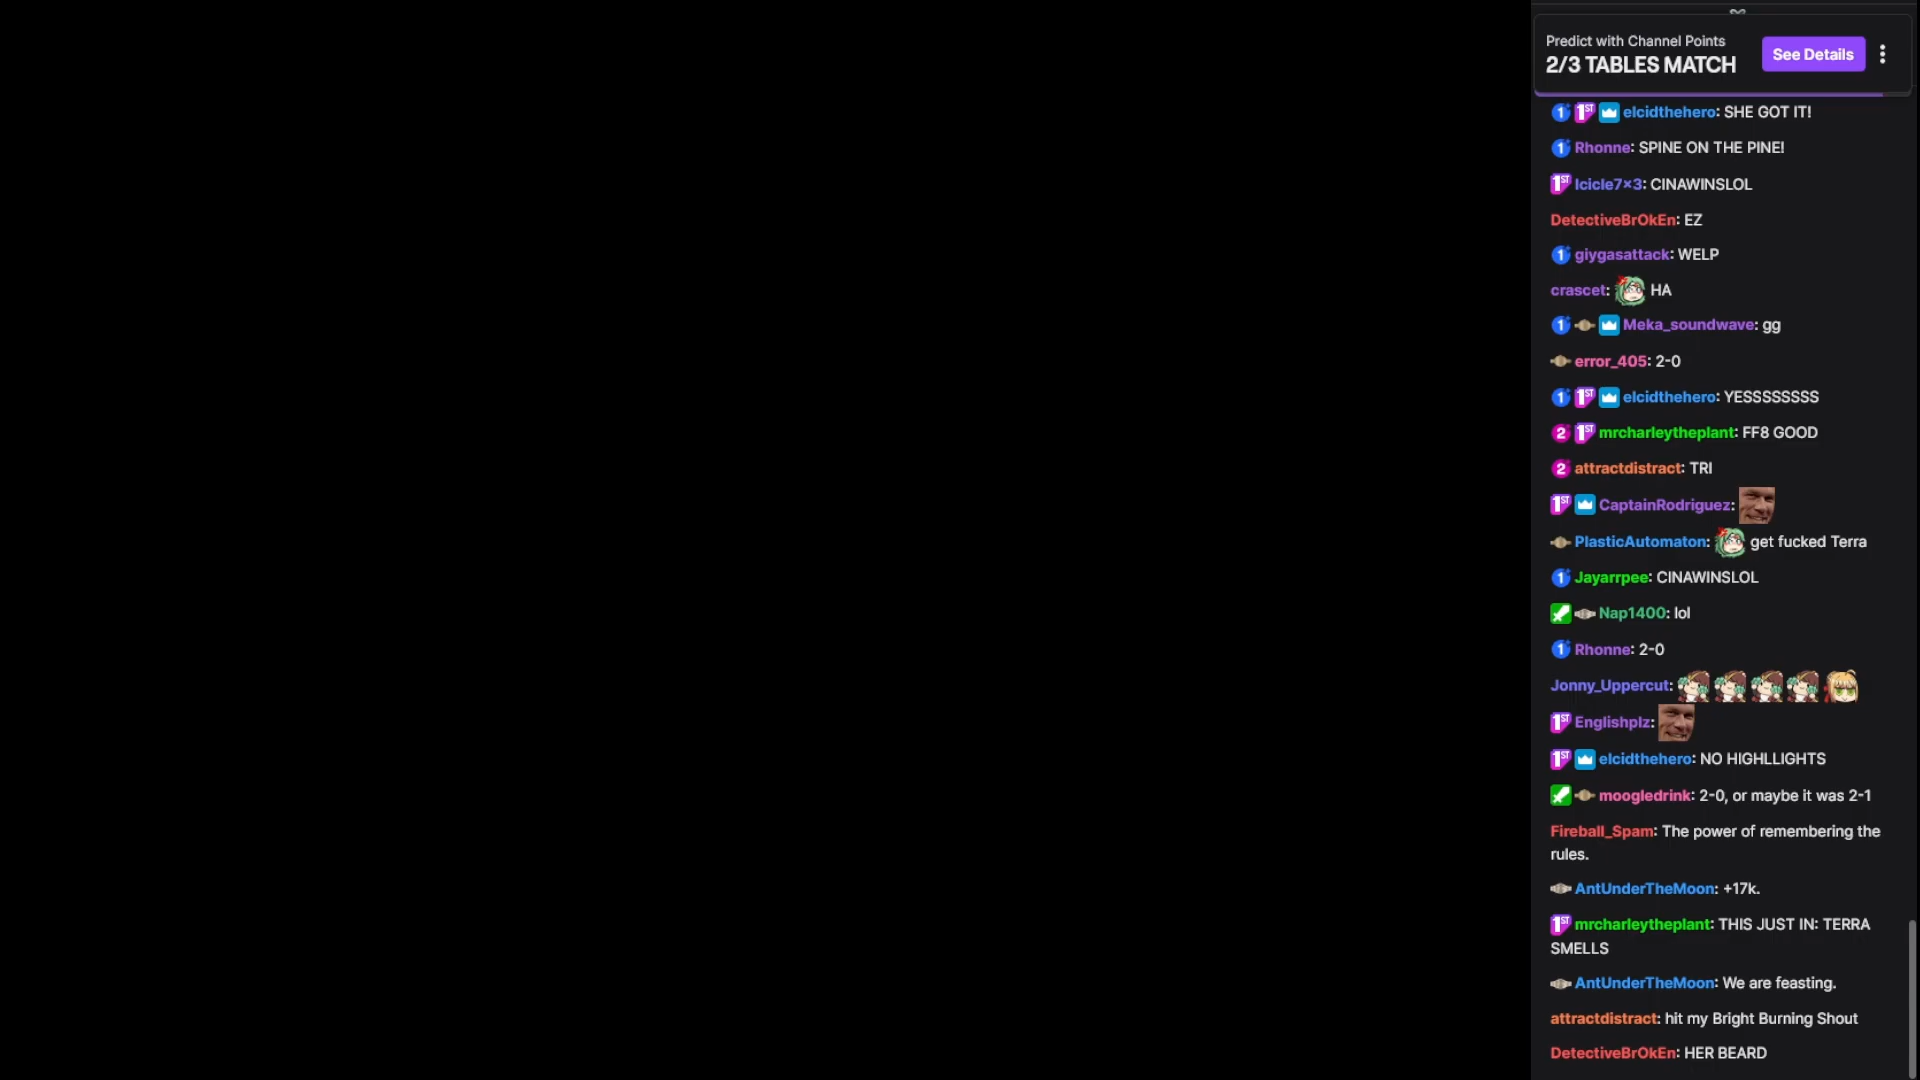 Predict with Channel Points
2/3 TABLES MATCH
See Details
elcidthehero: SHE GOT IT!
Rhonne: SPINE ON THE PINE!
Icicle7x3: CINAWINSLOL
DetectiveBrOkEn: EZ
giygasattack: WELP
crascet: HA
Meka_soundwave: gg
error_405: 2-0
elcidthehero: YESSSSSSSS
mrcharleytheplant: FF8 GOOD
attractdistract: TRI
CaptainRodriguez:
PlasticAutomaton: get fucked Terra
Jayarrpee: CINAWINSLOL
Nap1400: lol
Rhonne: 2-0
Jonny_Uppercut:
Englishplz:
elcidthehero: NO HIGHLLIGHTS
moogledrink: 2-0, or maybe it was 2-1
Fireball_Spam: The power of remembering the
rules.
AntUnderTheMoon: +17k.
mrcharleytheplant: THIS JUST IN: TERRA
SMELLS
AntUnderTheMoon: We are feasting.
attractdistract: hit my Bright Burning Shout
DetectiveBrOkEn: HER BEARD